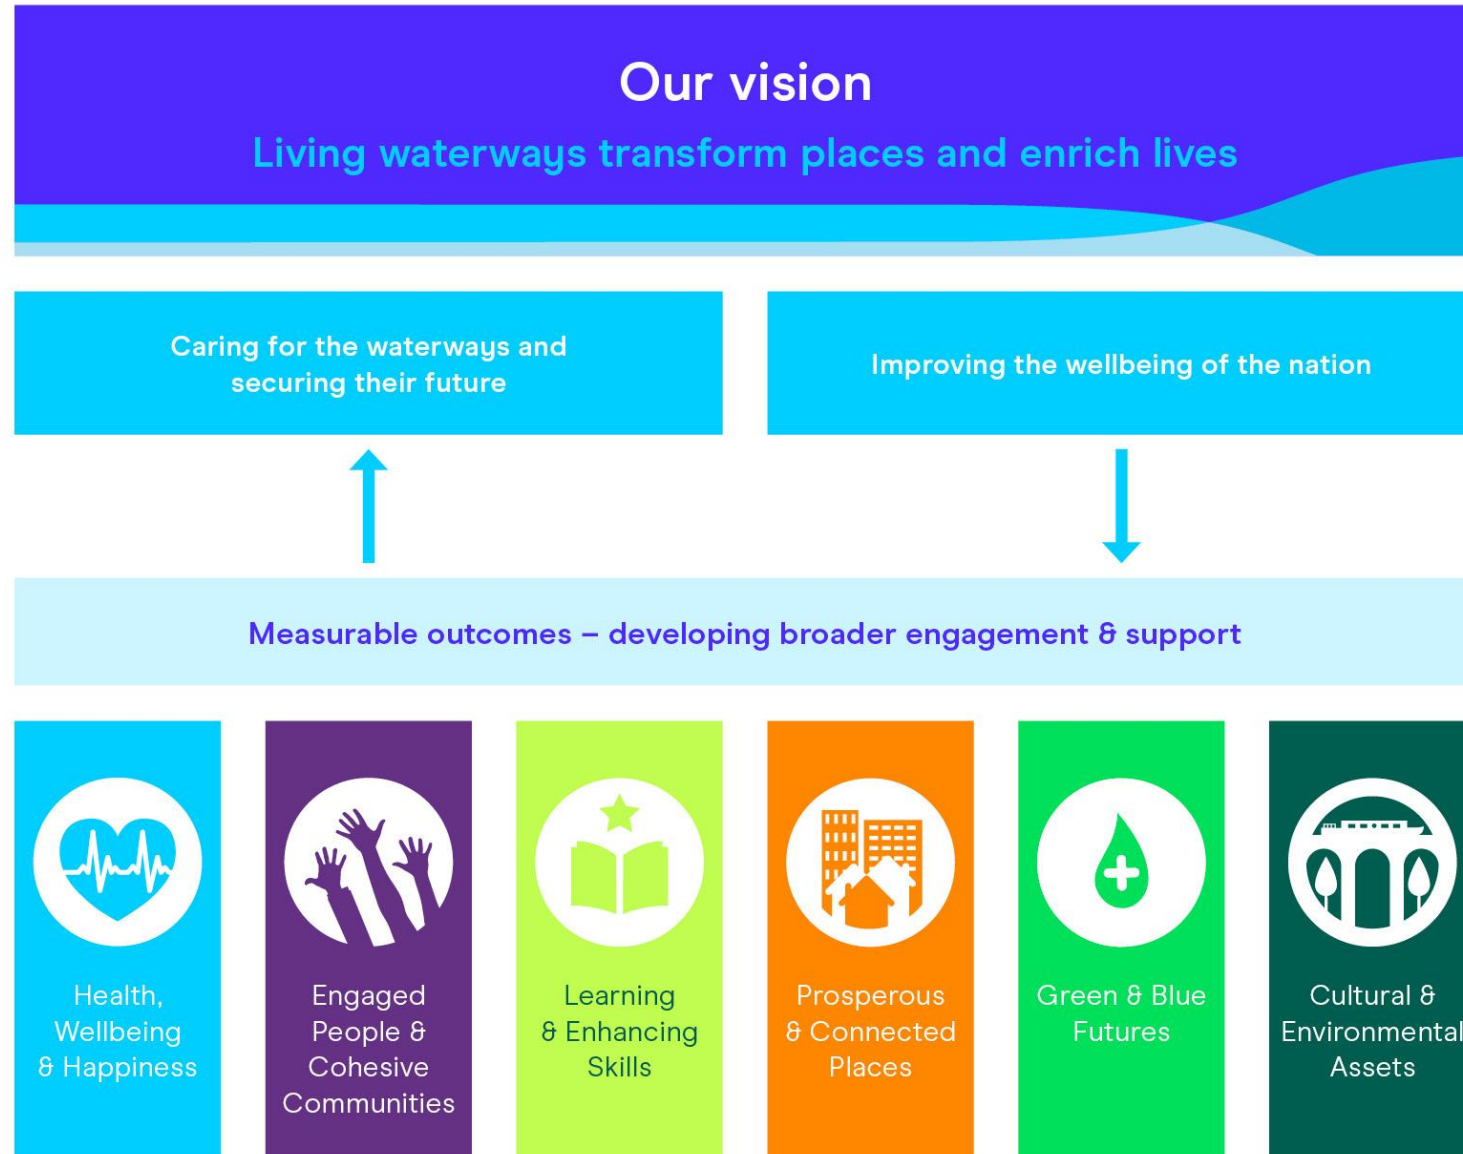 Our vision
Living waterways transform places and enrich lives
Caring for the waterways and
securing their future
Improving the wellbeing of the nation
Measurable outcomes – developing broader engagement & support
Health,
Wellbeing
& Happiness
Engaged
People &
Cohesive
Communities
Learning
& Enhancing
Skills
Prosperous
& Connected
Places
Green & Blue
Futures
Cultural &
Environmental
Assets